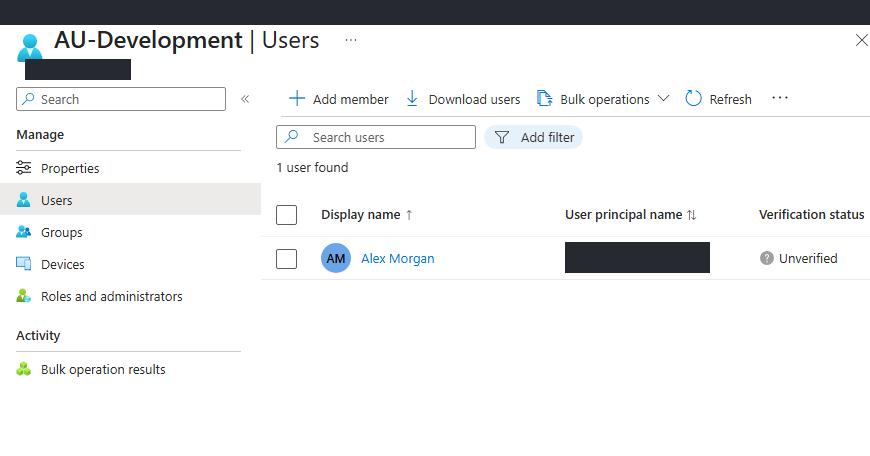 AU-Development | Users ...
Search «
Add member Download users Bulk operations Refresh ...
Manage
Search users Add filter
Properties
1 user found
Users
Display name ↑ User principal name ↑↓ Verification status
Groups
AM Alex Morgan ? Unverified
Devices
Roles and administrators
Activity
Bulk operation results